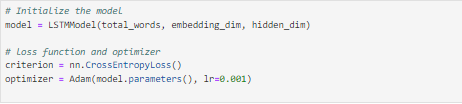 # Initialize the model
model = LSTMModel(total_words, embedding_dim, hidden_dim)
# Loss function and optimizer
criterion = nn.CrossEntropyLoss()
optimizer = Adam(model.parameters(), lr=0.001)